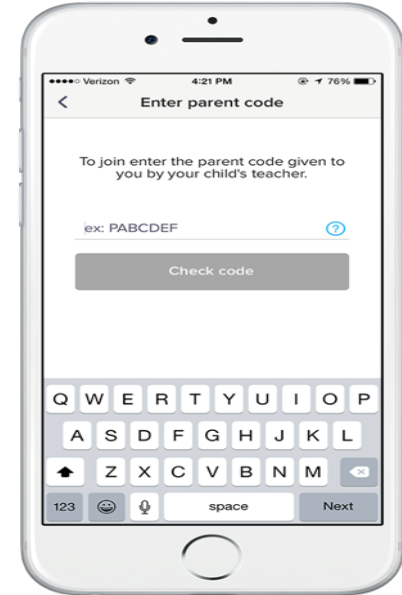 Verizon 4:21 PM 76%
Enter parent code
To join enter the parent code given to
you by your child's teacher.
ex: PABCDEF ?
Check code
Q W E R T Y U I O P
A S D F G H J K L
Z X C V B N M
123 space Next